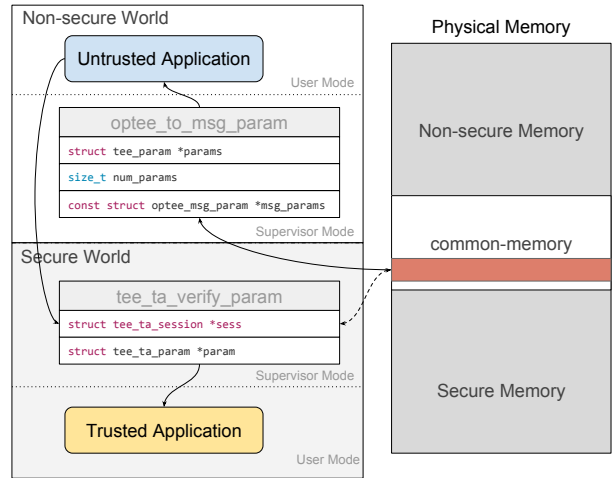 Non-secure World
Untrusted Application
User Mode
optee_to_msg_param
struct tee_param *params
size_t num_params
const struct optee_msg_param *msg_params
Supervisor Mode
Secure World
tee_ta_verify_param
struct tee_ta_session *sess
struct tee_ta_param *param
Supervisor Mode
Trusted Application
User Mode
Physical Memory
Non-secure Memory
common-memory
Secure Memory